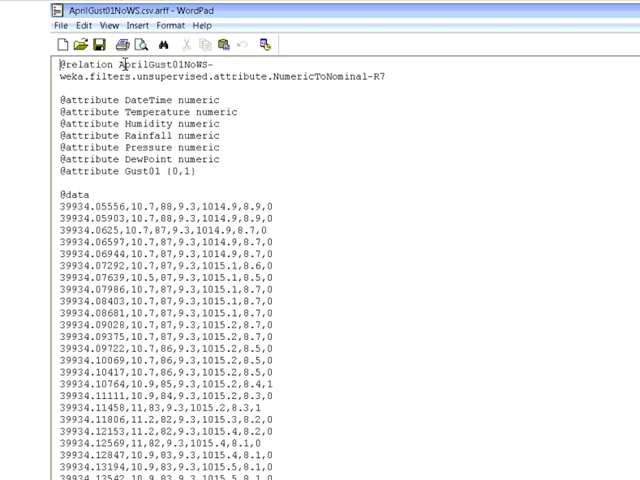 AprilGust01NoWS.csv.arff - WordPad
File Edit View Insert Format Help
@relation AprilGust01NoWS-
weka.filters.unsupervised.attribute.NumericToNominal-R7
@attribute DateTime numeric
@attribute Temperature numeric
@attribute Humidity numeric
@attribute Rainfall numeric
@attribute Pressure numeric
@attribute DewPoint numeric
@attribute Gust01 {0,1}
@data
39934.05556,10.7,88,9.3,1014.9,8.9,0
39934.05903,10.7,88,9.3,1014.9,8.9,0
39934.0625,10.7,87,9.3,1014.9,8.7,0
39934.06597,10.7,87,9.3,1014.9,8.7,0
39934.06944,10.7,87,9.3,1014.9,8.7,0
39934.07292,10.7,87,9.3,1015.1,8.6,0
39934.07639,10.5,87,9.3,1015.1,8.5,0
39934.07986,10.7,87,9.3,1015.1,8.7,0
39934.08403,10.7,87,9.3,1015.1,8.7,0
39934.08681,10.7,87,9.3,1015.1,8.7,0
39934.09028,10.7,87,9.3,1015.2,8.7,0
39934.09375,10.7,87,9.3,1015.2,8.7,0
39934.09722,10.7,86,9.3,1015.2,8.5,0
39934.10069,10.7,86,9.3,1015.2,8.5,0
39934.10417,10.7,86,9.3,1015.2,8.5,0
39934.10764,10.9,85,9.3,1015.2,8.4,1
39934.11111,10.9,84,9.3,1015.2,8.3,0
39934.11458,11,83,9.3,1015.2,8.3,1
39934.11806,11.2,82,9.3,1015.3,8.2,0
39934.12153,11.2,82,9.3,1015.4,8.2,0
39934.12569,11,82,9.3,1015.4,8.1,0
39934.12847,10.9,83,9.3,1015.4,8.1,0
39934.13194,10.9,83,9.3,1015.5,8.1,0
39934.13542,10.9,83,9.3,1015.5,8.1,0